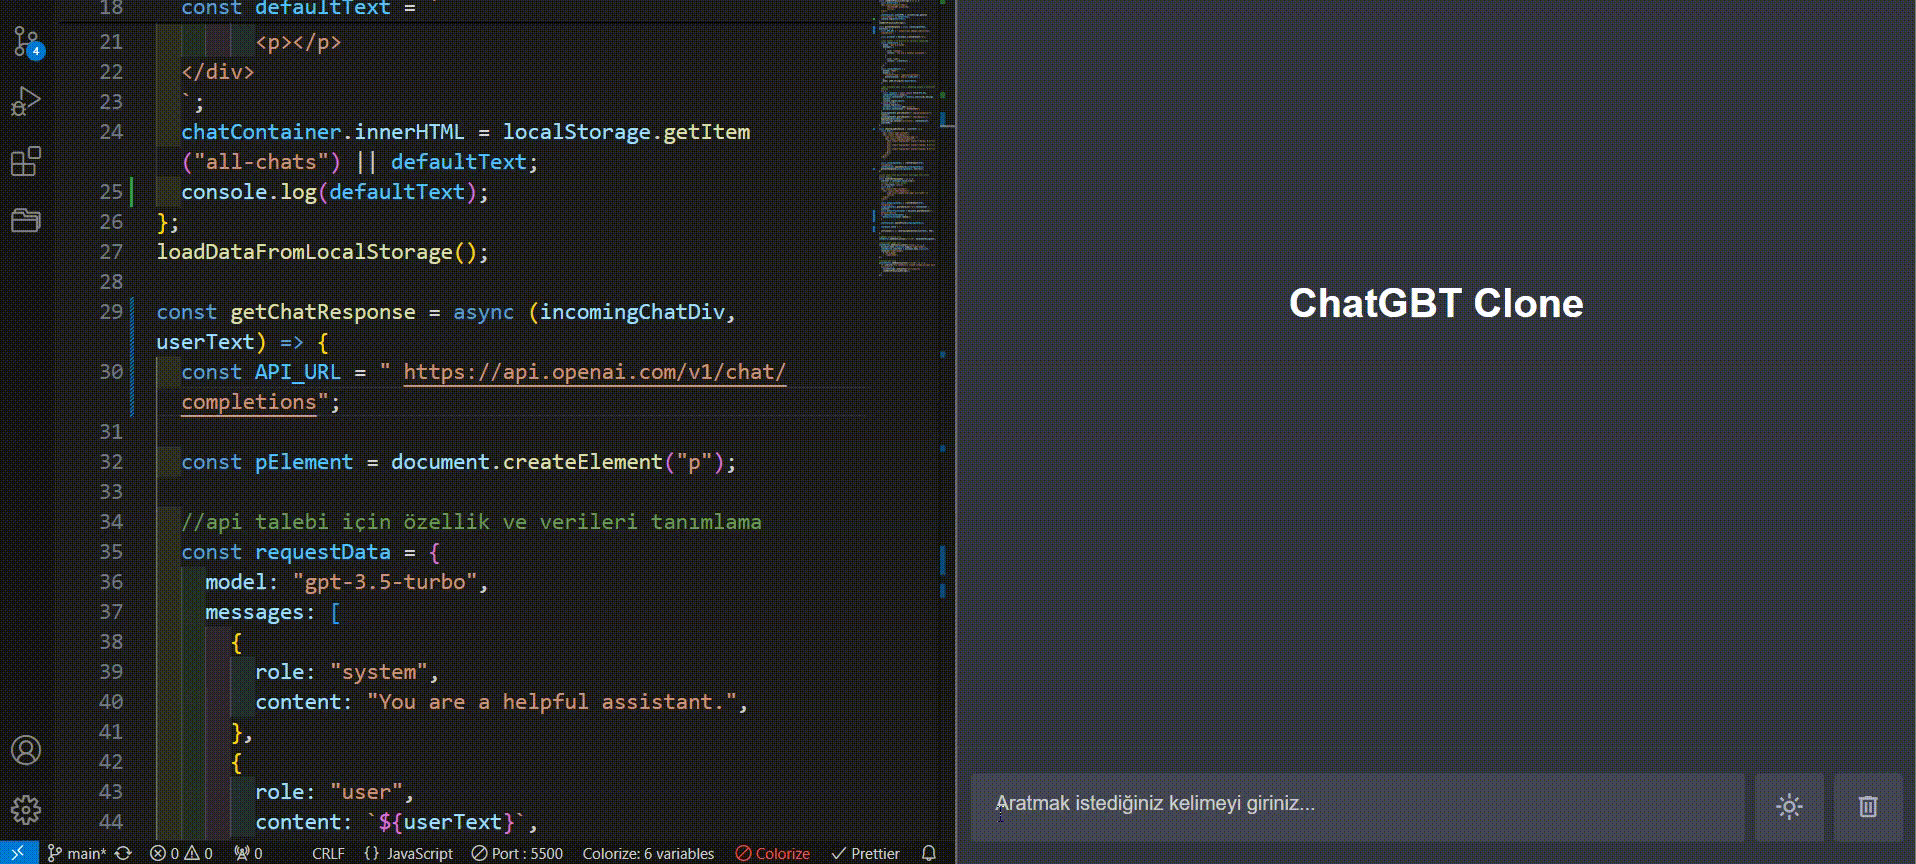 18 const defaultText = `
21 <p></p>
22 </div>
23 `;
24 chatContainer.innerHTML = localStorage.getItem
("all-chats") || defaultText;
25 console.log(defaultText);
26 };
27 loadDataFromLocalStorage();
28
29 const getChatResponse = async (incomingChatDiv,
userText) => {
30 const API_URL = " https://api.openai.com/v1/chat/
completions";
31
32 const pElement = document.createElement("p");
33
34 //api talebi için özellik ve verileri tanımlama
35 const requestData = {
36 model: "gpt-3.5-turbo",
37 messages: [
38 {
39 role: "system",
40 content: "You are a helpful assistant.",
41 },
42 {
43 role: "user",
44 content: `${userText}`,
4
main* 0 0 0 CRLF {} JavaScript Port : 5500 Colorize: 6 variables Colorize Prettier
ChatGBT Clone
Aratmak istediğiniz kelimeyi giriniz...